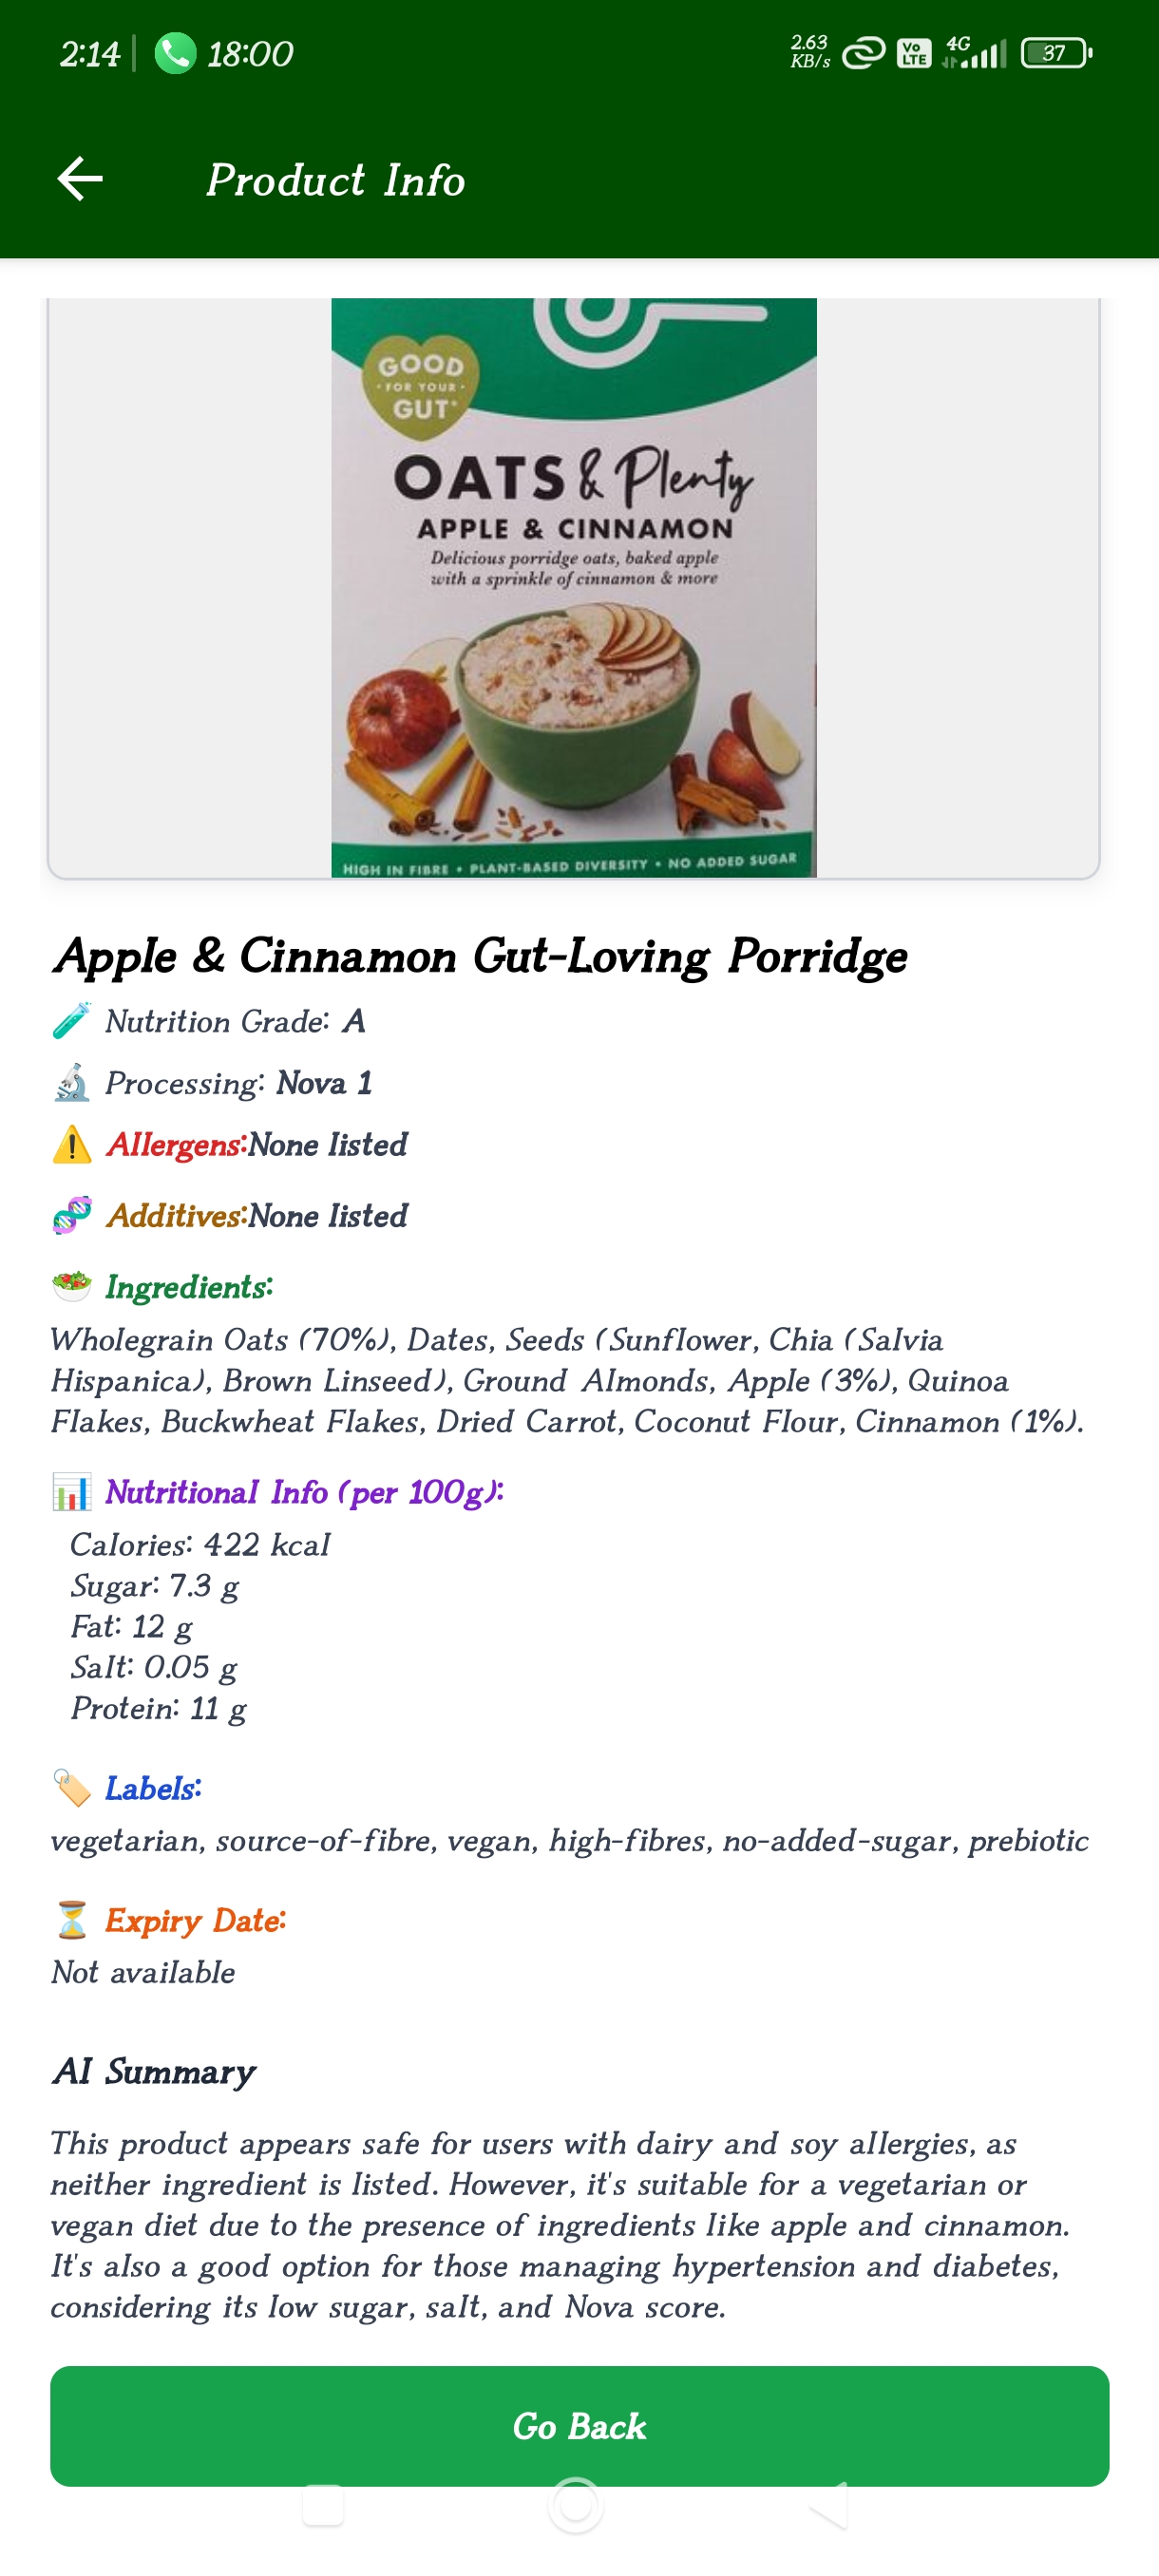 2:14 | 18:00 2.63 KB/s Vo LTE 4G 37
Product Info
GOOD
• FOR YOUR •
GUT*
OATS & Plenty
APPLE & CINNAMON
Delicious porridge oats, baked apple
with a sprinkle of cinnamon & more
HIGH IN FIBRE • PLANT-BASED DIVERSITY • NO ADDED SUGAR
Apple & Cinnamon Gut-Loving Porridge
Nutrition Grade: A
Processing: Nova 1
Allergens:None listed
Additives:None listed
Ingredients:
Wholegrain Oats (70%), Dates, Seeds (Sunflower, Chia (Salvia
Hispanica), Brown Linseed), Ground Almonds, Apple (3%), Quinoa
Flakes, Buckwheat Flakes, Dried Carrot, Coconut Flour, Cinnamon (1%).
Nutritional Info (per 100g):
Calories: 422 kcal
Sugar: 7.3 g
Fat: 12 g
Salt: 0.05 g
Protein: 11 g
Labels:
vegetarian, source-of-fibre, vegan, high-fibres, no-added-sugar, prebiotic
Expiry Date:
Not available
AI Summary
This product appears safe for users with dairy and soy allergies, as
neither ingredient is listed. However, it's suitable for a vegetarian or
vegan diet due to the presence of ingredients like apple and cinnamon.
It's also a good option for those managing hypertension and diabetes,
considering its low sugar, salt, and Nova score.
Go Back